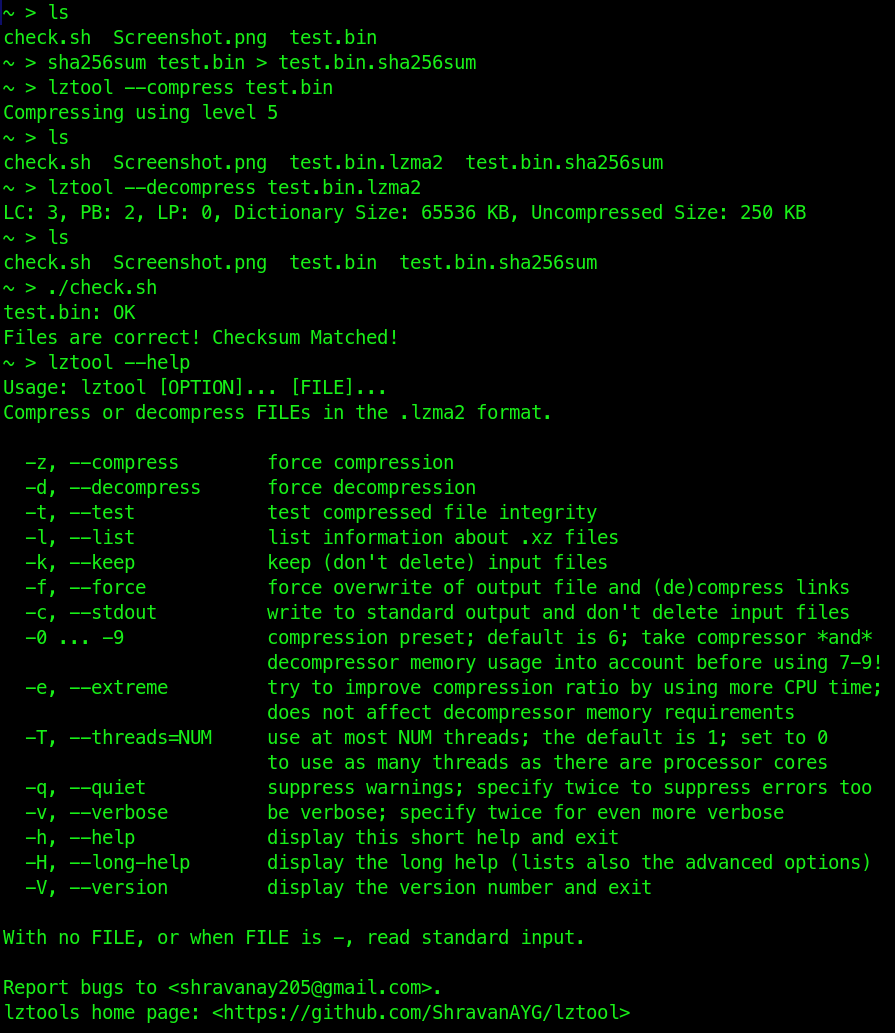 ~ > ls
check.sh  Screenshot.png  test.bin
~ > sha256sum test.bin > test.bin.sha256sum
~ > lztool --compress test.bin
Compressing using level 5
~ > ls
check.sh  Screenshot.png  test.bin.lzma2  test.bin.sha256sum
~ > lztool --decompress test.bin.lzma2
LC: 3, PB: 2, LP: 0, Dictionary Size: 65536 KB, Uncompressed Size: 250 KB
~ > ls
check.sh  Screenshot.png  test.bin  test.bin.sha256sum
~ > ./check.sh
test.bin: OK
Files are correct! Checksum Matched!
~ > lztool --help
Usage: lztool [OPTION]... [FILE]...
Compress or decompress FILEs in the .lzma2 format.

  -z, --compress        force compression
  -d, --decompress      force decompression
  -t, --test            test compressed file integrity
  -l, --list            list information about .xz files
  -k, --keep            keep (don't delete) input files
  -f, --force           force overwrite of output file and (de)compress links
  -c, --stdout          write to standard output and don't delete input files
  -0 ... -9             compression preset; default is 6; take compressor *and*
                        decompressor memory usage into account before using 7-9!
  -e, --extreme         try to improve compression ratio by using more CPU time;
                        does not affect decompressor memory requirements
  -T, --threads=NUM     use at most NUM threads; the default is 1; set to 0
                        to use as many threads as there are processor cores
  -q, --quiet           suppress warnings; specify twice to suppress errors too
  -v, --verbose         be verbose; specify twice for even more verbose
  -h, --help            display this short help and exit
  -H, --long-help       display the long help (lists also the advanced options)
  -V, --version         display the version number and exit

With no FILE, or when FILE is -, read standard input.

Report bugs to <shravanay205@gmail.com>.
lztools home page: <https://github.com/ShravanAYG/lztool>